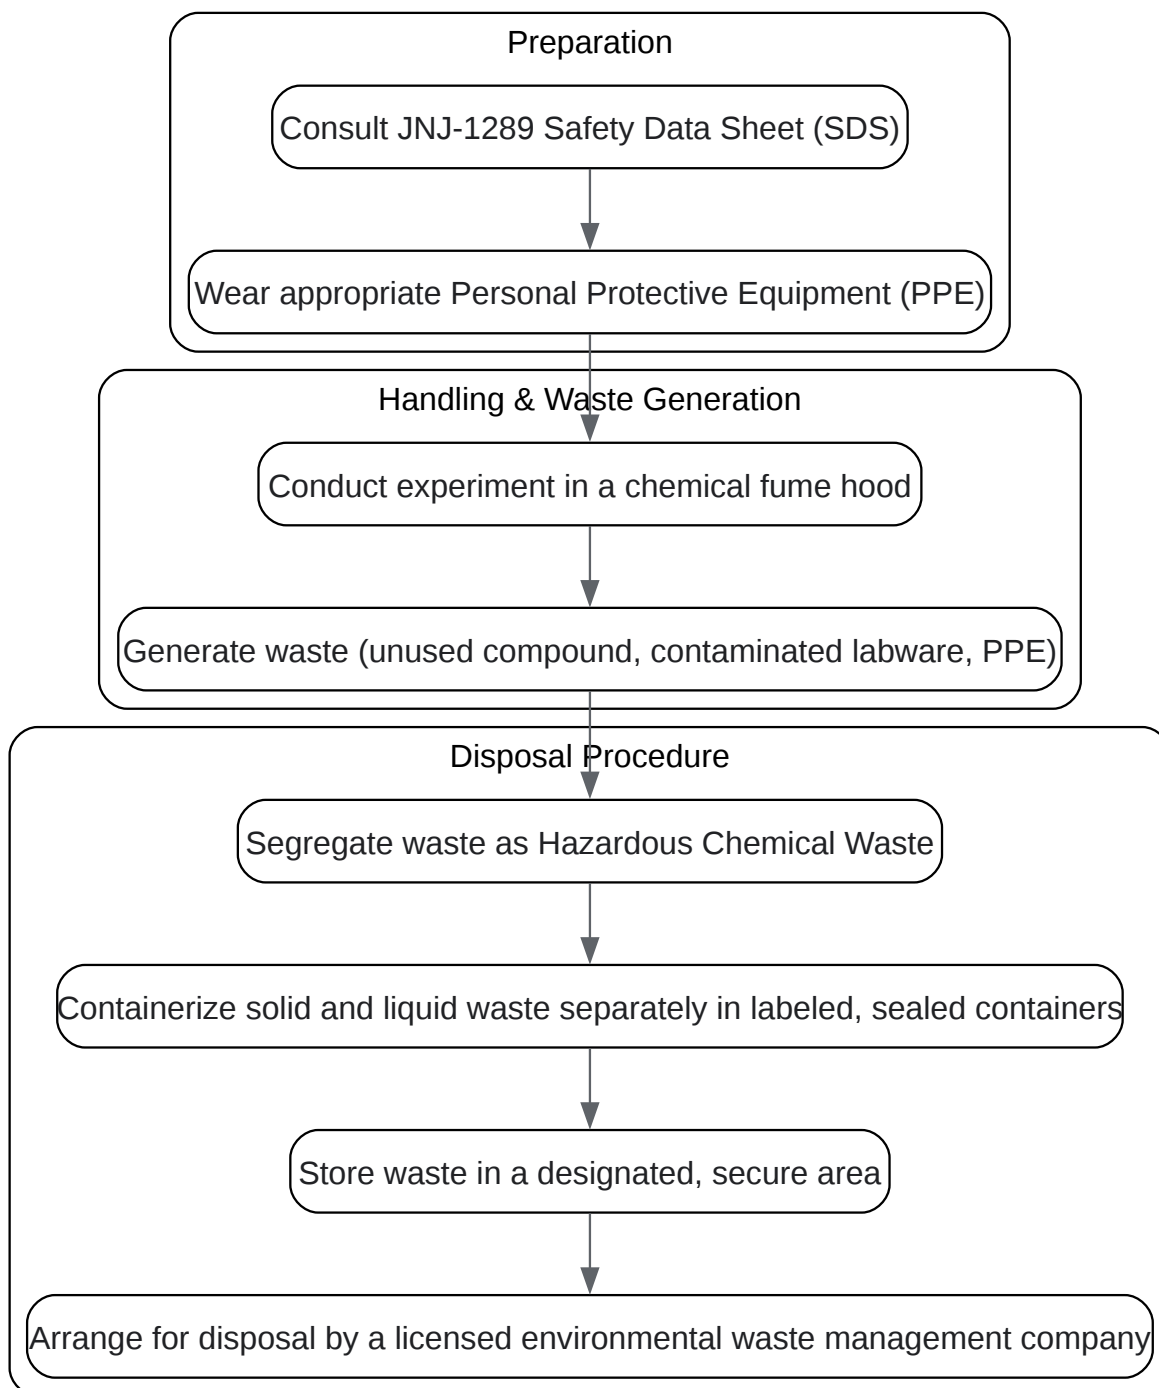 Preparation
Consult JNJ-1289 Safety Data Sheet (SDS)
Wear appropriate Personal Protective Equipment (PPE)
Handling & Waste Generation
Conduct experiment in a chemical fume hood
Generate waste (unused compound, contaminated labware, PPE)
Disposal Procedure
Segregate waste as Hazardous Chemical Waste
Containerize solid and liquid waste separately in labeled, sealed containers
Store waste in a designated, secure area
Arrange for disposal by a licensed environmental waste management company